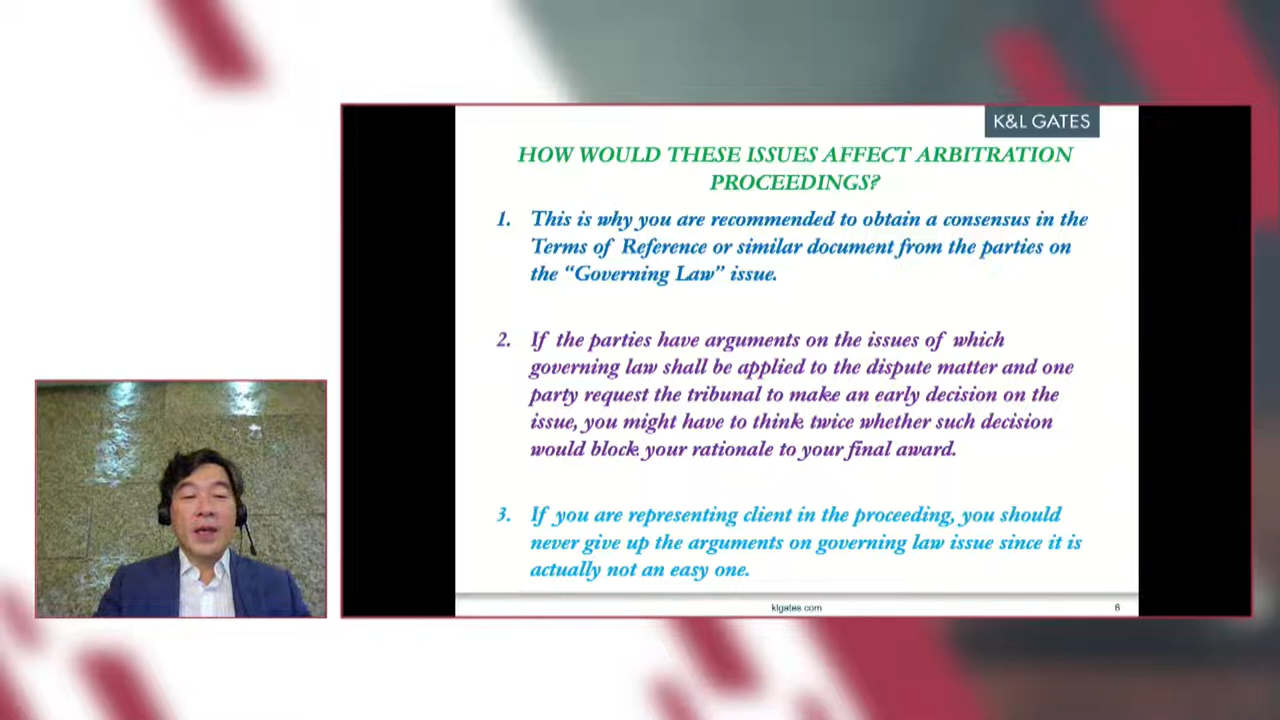 K&L GATES
HOW WOULD THESE ISSUES AFFECT ARBITRATION
PROCEEDINGS?
1. This is why you are recommended to obtain a consensus in the
Terms of Reference or similar document from the parties on
the “Governing Law” issue.
2. If the parties have arguments on the issues of which
governing law shall be applied to the dispute matter and one
party request the tribunal to make an early decision on the
issue, you might have to think twice whether such decision
would block your rationale to your final award.
3. If you are representing client in the proceeding, you should
never give up the arguments on governing law issue since it is
actually not an easy one.
klgates.com
6